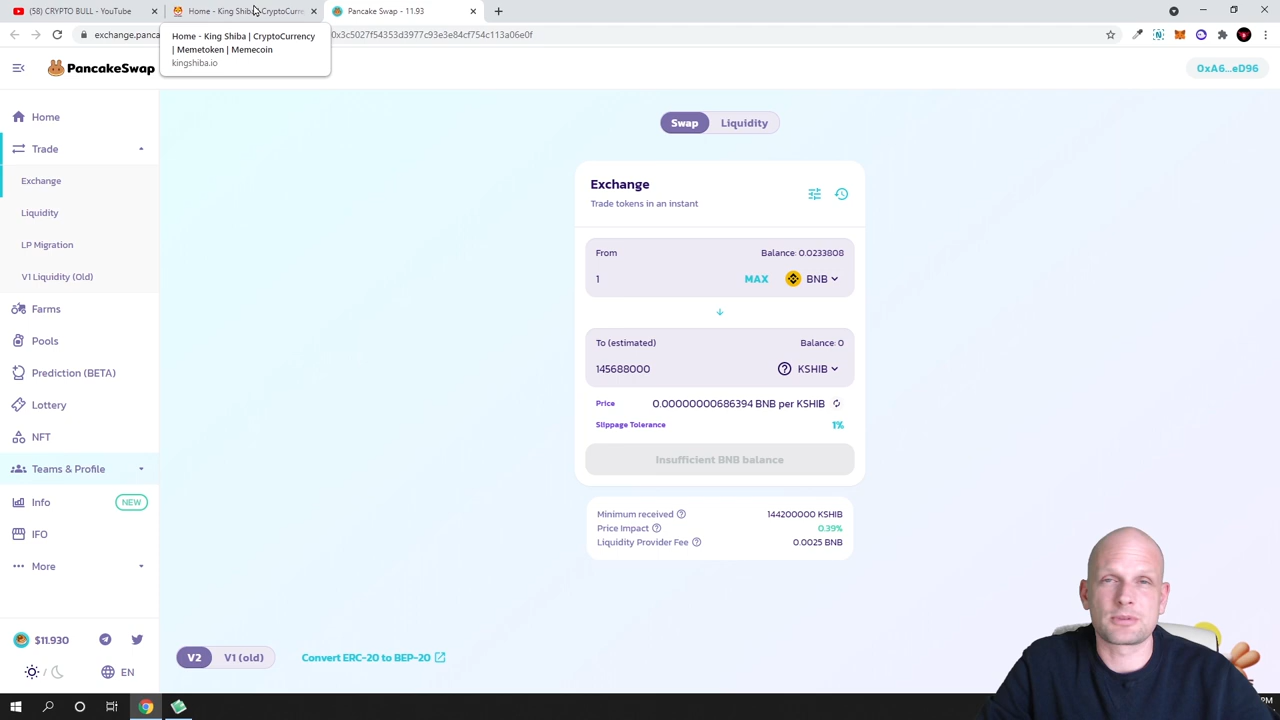 (58) CRYPTO BULL - YouTube
Home - King Shiba | CryptoCurre
Pancake Swap - 11.93
exchange.panca
0x3c5027f54353d3977c93e3e84cf754c113a06e0f
Home - King Shiba | CryptoCurrency
| Memetoken | Memecoin
kingshiba.io
PancakeSwap
0xA6...eD96
Home
Trade
Exchange
Liquidity
LP Migration
V1 Liquidity (Old)
Farms
Pools
Prediction (BETA)
Lottery
NFT
Teams & Profile
Info NEW
IFO
More
$11.930
EN
Swap Liquidity
Exchange
Trade tokens in an instant
From Balance: 0.0233808
1 MAX BNB
To (estimated) Balance: 0
145688000 KSHIB
Price 0.00000000686394 BNB per KSHIB
Slippage Tolerance 1%
Insufficient BNB balance
Minimum received 144200000 KSHIB
Price Impact 0.39%
Liquidity Provider Fee 0.0025 BNB
V2 V1 (old) Convert ERC-20 to BEP-20
PM